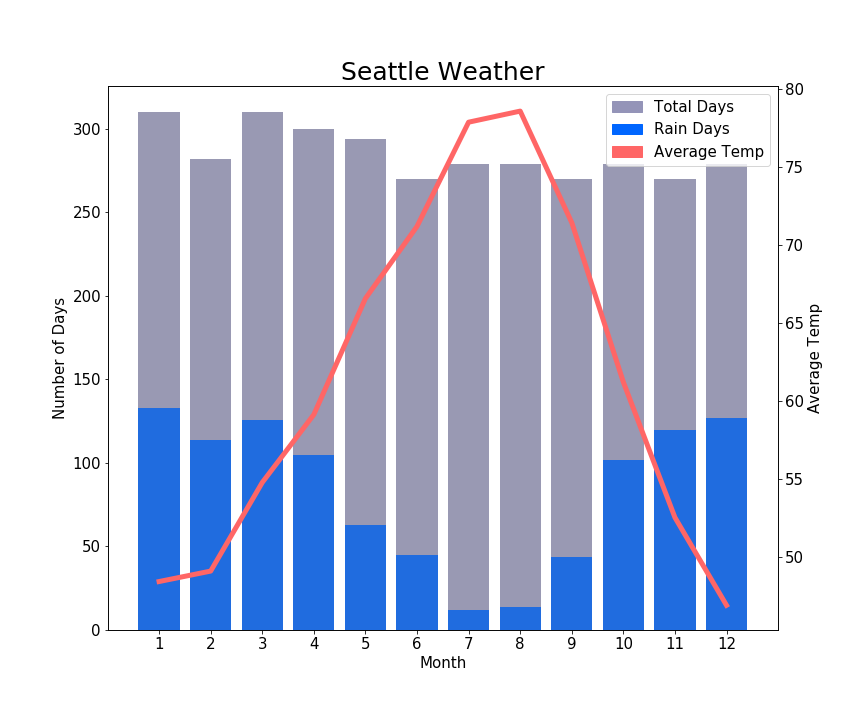 Seattle Weather
Total Days
Rain Days
Average Temp
300
250
200
150
100
50
0
Number of Days
80
75
70
65
60
55
50
Average Temp
1 2 3 4 5 6 7 8 9 10 11 12
Month